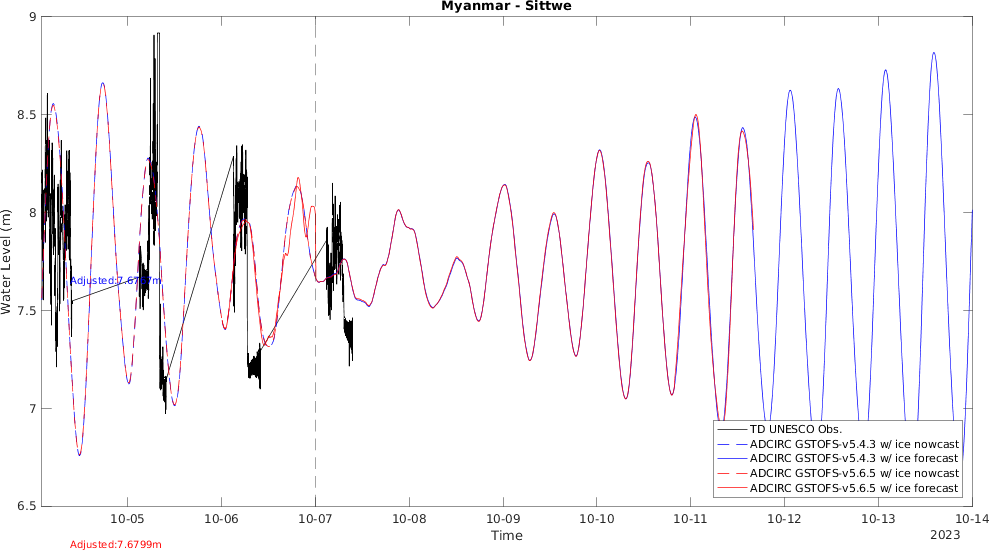 Myanmar - Sittwe
9
8.5
8
7.5
7
6.5
Water Level (m)
10-05
10-06
10-07
10-08
10-09
10-10
10-11
10-12
10-13
10-14
Time
2023
Adjusted:7.6799m
TD UNESCO Obs.
ADCIRC GSTOFS-v5.4.3 w/ ice nowcast
ADCIRC GSTOFS-v5.4.3 w/ ice forecast
ADCIRC GSTOFS-v5.6.5 w/ ice nowcast
ADCIRC GSTOFS-v5.6.5 w/ ice forecast